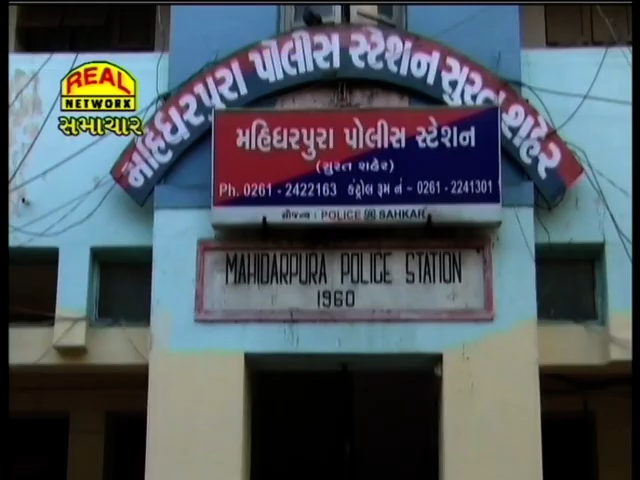 REAL
NETWORK
સમાચાર
મહિધરપુરા પોલીસ સ્ટેશન સુરત શહેર
મહિધરપુરા પોલીસ સ્ટેશન
(સુરત શહેર)
Ph. 0261 - 2422163 કંટ્રોલ રૂમ નં - 0261 - 2241301
સૌજન્ય : POLICE SAHKAR
MAHIDARPURA POLICE STATION
1960